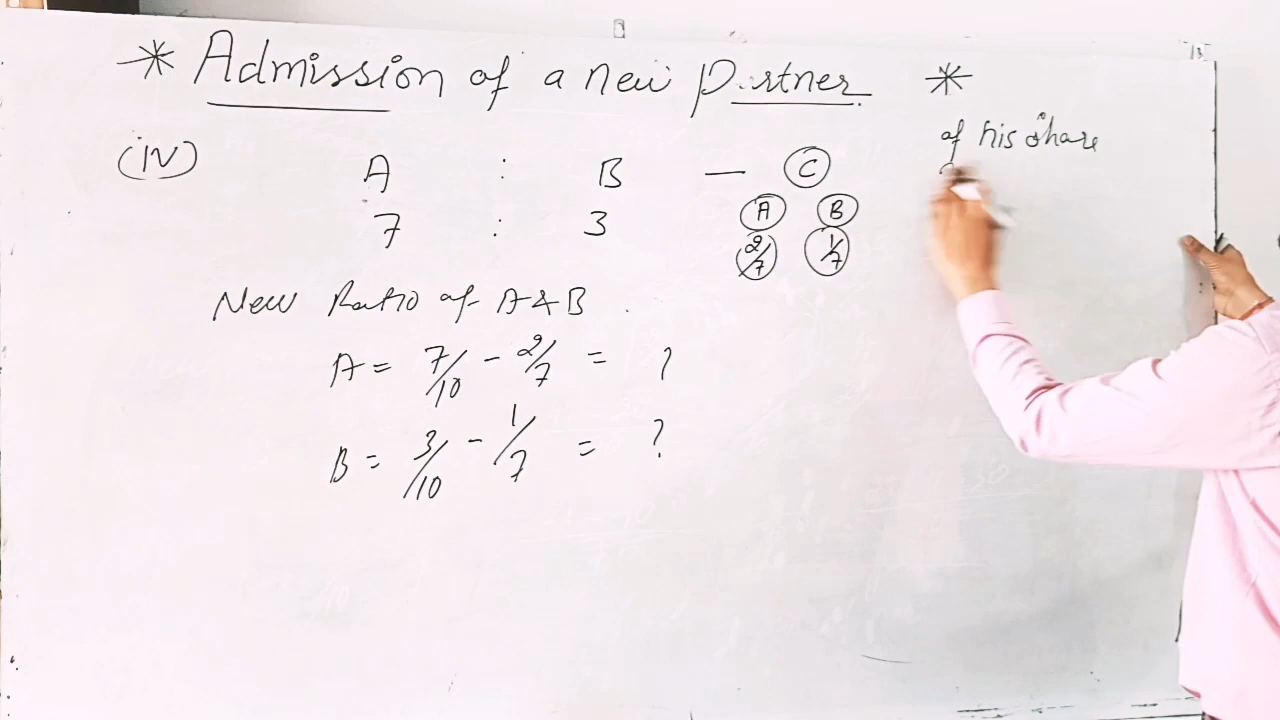 * Admission of a new Partner *
(iv) A : B — C
7 : 3 A B
2/7 1/7
of his share
New Ratio of A & B.
A = 7/10 - 2/7 = ?
B = 3/10 - 1/7 = ?